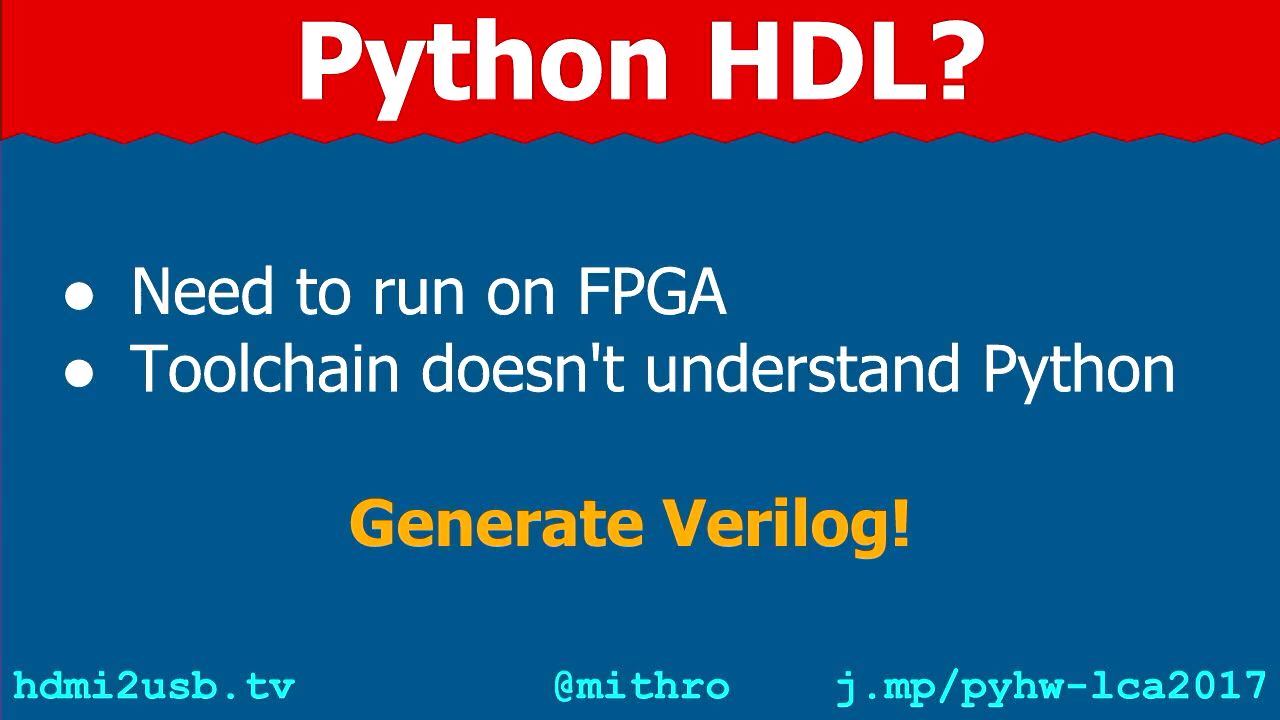 Python HDL?
● Need to run on FPGA
● Toolchain doesn't understand Python
Generate Verilog!
hdmi2usb.tv @mithro j.mp/pyhw-lca2017